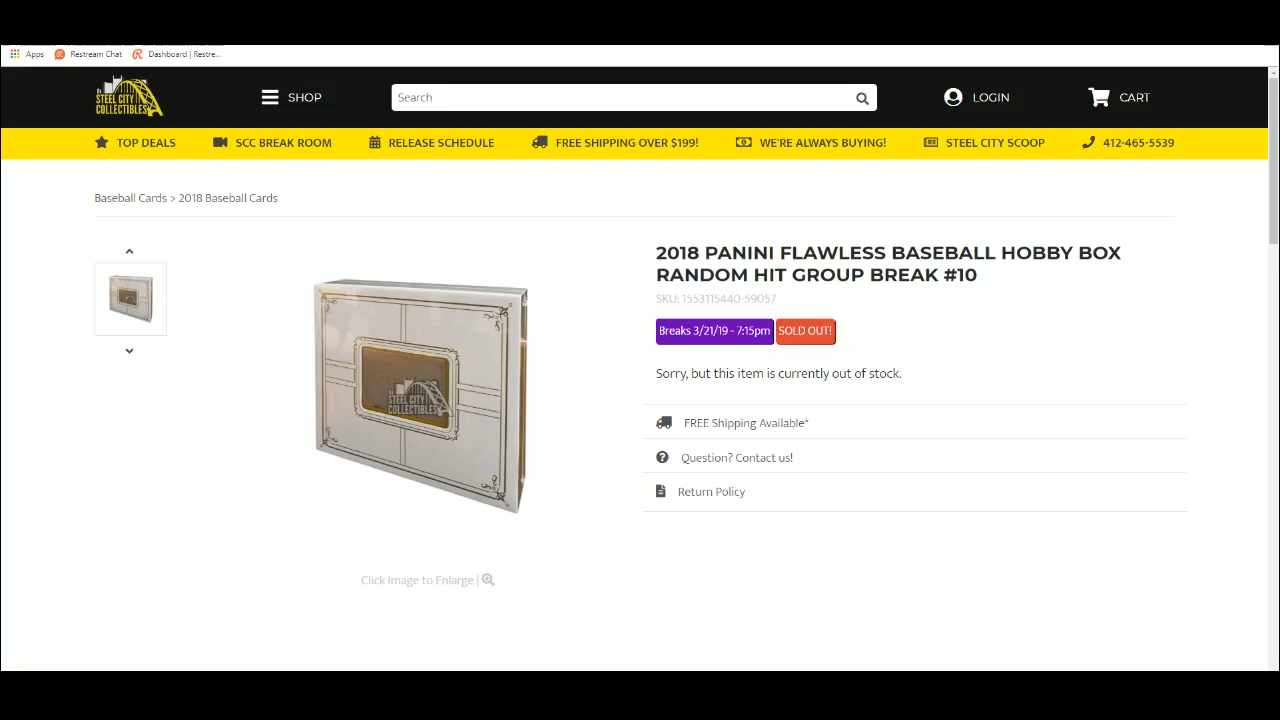 Apps Restream Chat Dashboard | Restre...
STEEL CITY COLLECTIBLES
SHOP
Search
LOGIN
CART
TOP DEALS
SCC BREAK ROOM
RELEASE SCHEDULE
FREE SHIPPING OVER $199!
WE'RE ALWAYS BUYING!
STEEL CITY SCOOP
412-465-5539
Baseball Cards > 2018 Baseball Cards
2018 PANINI FLAWLESS BASEBALL HOBBY BOX
RANDOM HIT GROUP BREAK #10
SKU: 1553115440-59057
Breaks 3/21/19 - 7:15pm SOLD OUT!
Sorry, but this item is currently out of stock.
FREE Shipping Available*
Question? Contact us!
Return Policy
STEEL CITY
COLLECTIBLES
Click Image to Enlarge |